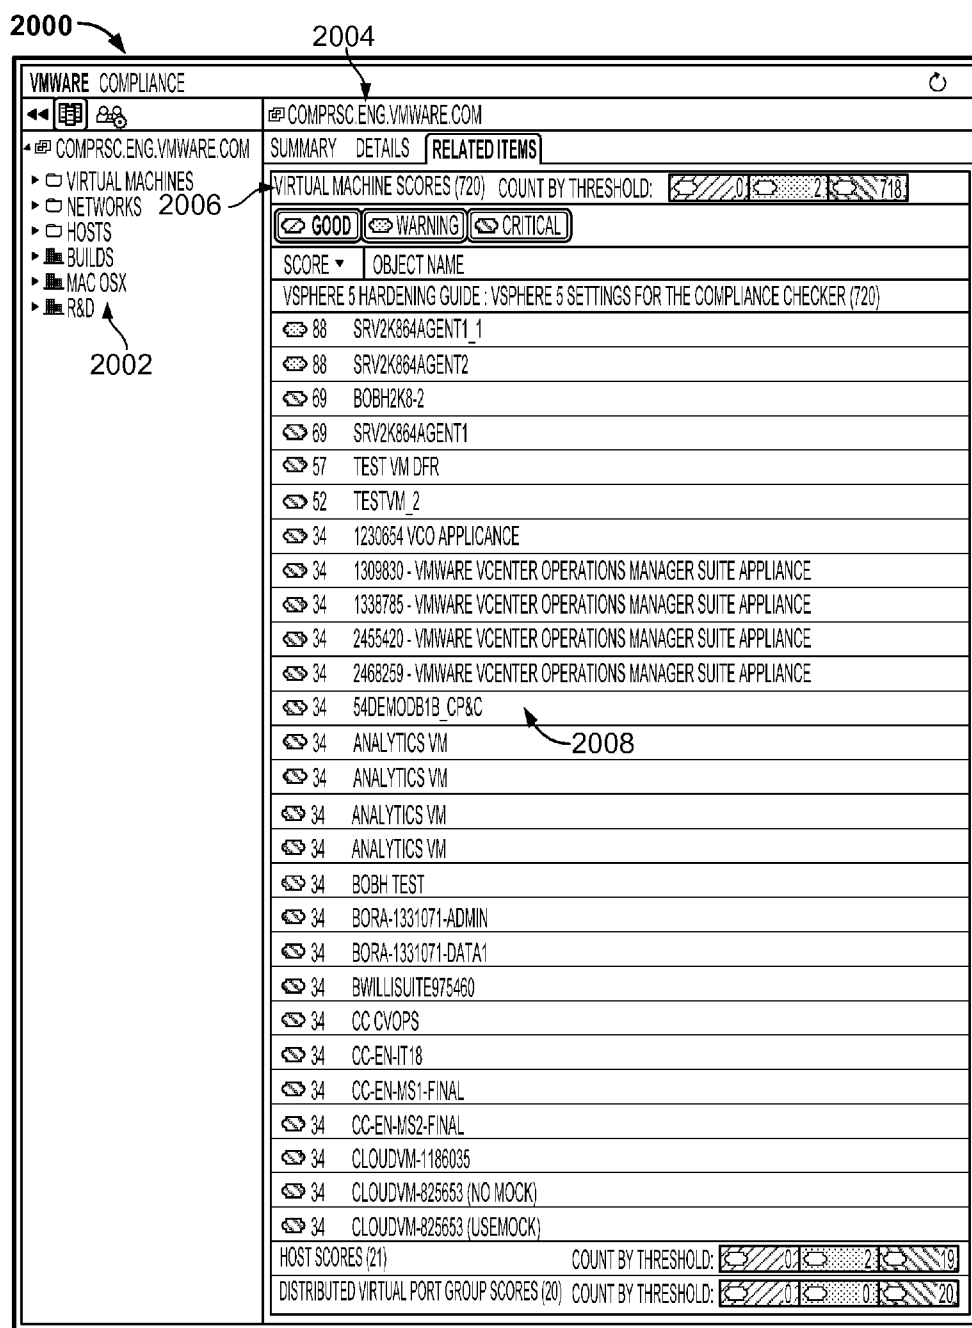 2000
2004
VMWARE COMPLIANCE
COMPRSC.ENG.VMWARE.COM
COMPRSC.ENG.VMWARE.COM
VIRTUAL MACHINES
NETWORKS
HOSTS
BUILDS
MAC OSX
R&D
2002
2006
SUMMARY DETAILS RELATED ITEMS
VIRTUAL MACHINE SCORES (720) COUNT BY THRESHOLD: 0 2 718
GOOD WARNING CRITICAL
SCORE OBJECT NAME
VSPHERE 5 HARDENING GUIDE : VSPHERE 5 SETTINGS FOR THE COMPLIANCE CHECKER (720)
88 SRV2K864AGENT1_1
88 SRV2K864AGENT2
69 BOBH2K8-2
69 SRV2K864AGENT1
57 TEST VM DFR
52 TESTVM_2
34 1230654 VCO APPLICANCE
34 1309830 - VMWARE VCENTER OPERATIONS MANAGER SUITE APPLIANCE
34 1338785 - VMWARE VCENTER OPERATIONS MANAGER SUITE APPLIANCE
34 2455420 - VMWARE VCENTER OPERATIONS MANAGER SUITE APPLIANCE
34 2468259 - VMWARE VCENTER OPERATIONS MANAGER SUITE APPLIANCE
34 54DEMODB1B_CP&C
2008
34 ANALYTICS VM
34 ANALYTICS VM
34 ANALYTICS VM
34 ANALYTICS VM
34 BOBH TEST
34 BORA-1331071-ADMIN
34 BORA-1331071-DATA1
34 BWILLISUITE975460
34 CC CVOPS
34 CC-EN-IT18
34 CC-EN-MS1-FINAL
34 CC-EN-MS2-FINAL
34 CLOUDVM-1186035
34 CLOUDVM-825653 (NO MOCK)
34 CLOUDVM-825653 (USEMOCK)
HOST SCORES (21) COUNT BY THRESHOLD: 0 2 19
DISTRIBUTED VIRTUAL PORT GROUP SCORES (20) COUNT BY THRESHOLD: 0 0 20